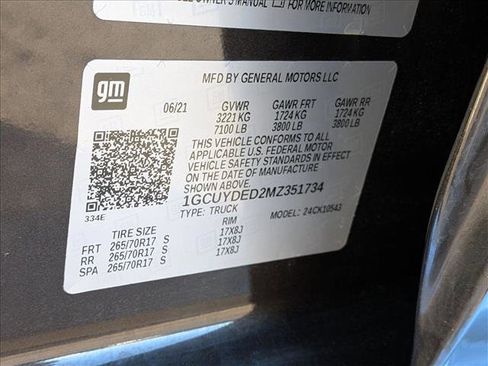 OWNER'S MANUAL
FOR MORE INFORMATION
gm
MFD BY GENERAL MOTORS LLC
06/21 GVWR GAWR FRT GAWR RR
3221 KG 1724 KG 1724 KG
7100 LB 3800 LB 3800 LB
THIS VEHICLE CONFORMS TO ALL
APPLICABLE U.S. FEDERAL MOTOR
VEHICLE SAFETY STANDARDS IN EFFECT
ON THE DATE OF MANUFACTURE SHOWN ABOVE.
1GCUYDED2MZ351734
TYPE: TRUCK MODEL: 24CK10543
334E
TIRE SIZE RIM
FRT 265/70R17 S 17X8J
RR 265/70R17 S 17X8J
SPA 265/70R17 S 17X8J